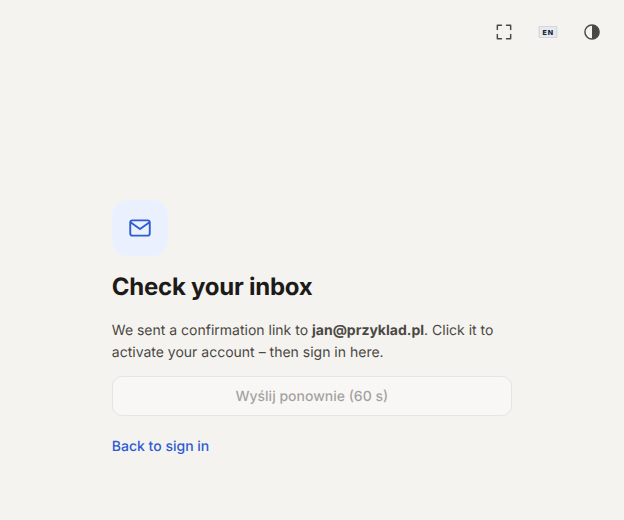 EN
Check your inbox
We sent a confirmation link to jan@przyklad.pl. Click it to
activate your account – then sign in here.
Wyślij ponownie (60 s)
Back to sign in